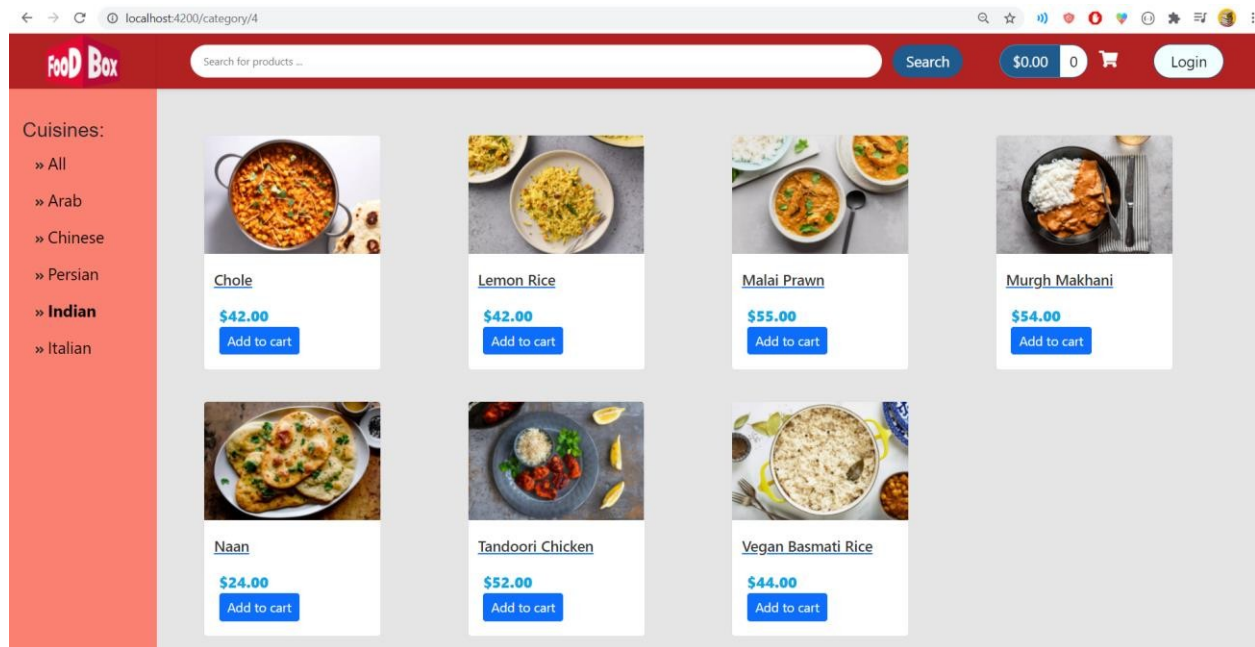 localhost:4200/category/4
FooD Box
Search for products ...
Search
$0.00 0
Login
Cuisines:
» All
» Arab
» Chinese
» Persian
» Indian
» Italian
Chole
$42.00
Add to cart
Lemon Rice
$42.00
Add to cart
Malai Prawn
$55.00
Add to cart
Murgh Makhani
$54.00
Add to cart
Naan
$24.00
Add to cart
Tandoori Chicken
$52.00
Add to cart
Vegan Basmati Rice
$44.00
Add to cart